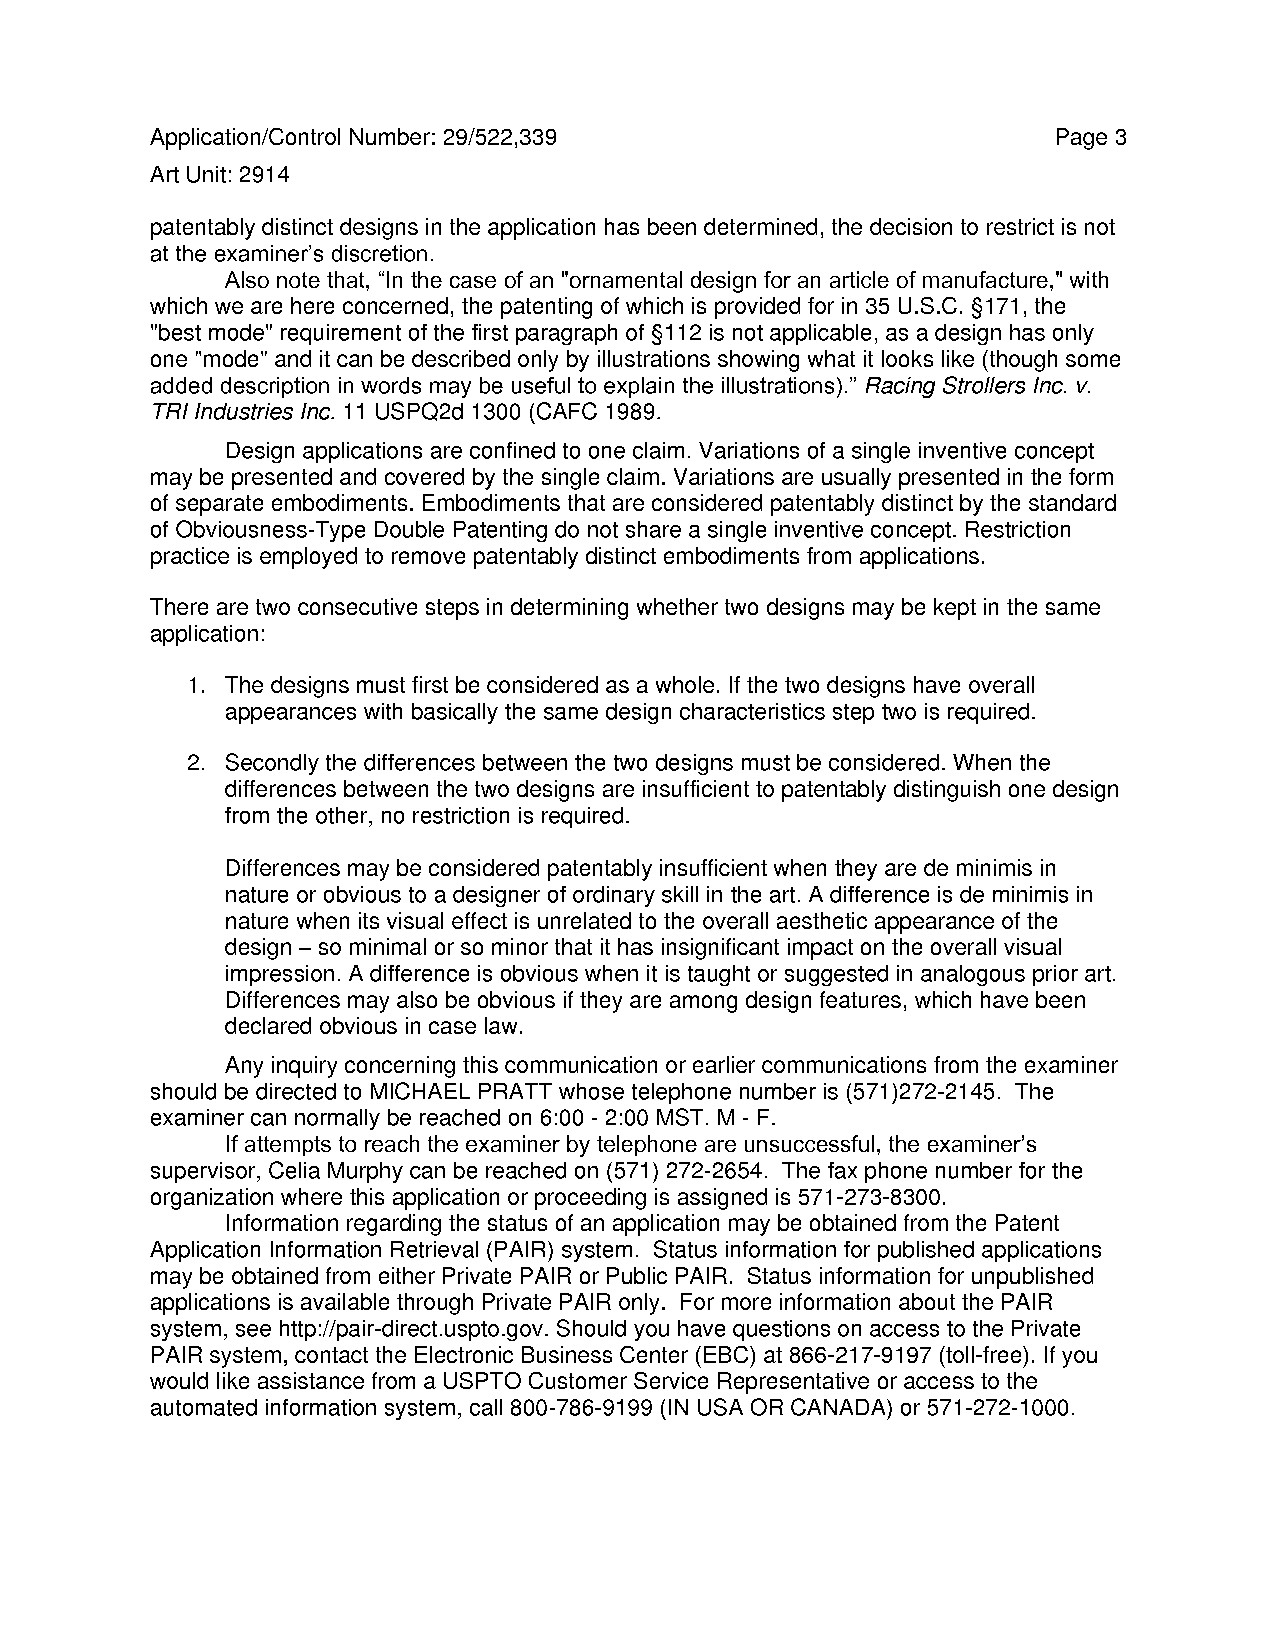 Application/Control Number: 29/522,339 Page 3
Art Unit: 2914
patentably distinct designs in the application has been determined, the decision to restrict is not
at the examiner’s discretion.
Also note that, “In the case of an "ornamental design for an article of manufacture," with
which we are here concerned, the patenting of which is provided for in 35 U.S.C. §171, the
"best mode" requirement of the first paragraph of §112 is not applicable, as a design has only
one "mode" and it can be described only by illustrations showing what it looks like (though some
added description in words may be useful to explain the illustrations).” Racing Strollers Inc. v.
TRI Industries Inc. 11 USPQ2d 1300 (CAFC 1989.
Design applications are confined to one claim. Variations of a single inventive concept
may be presented and covered by the single claim. Variations are usually presented in the form
of separate embodiments. Embodiments that are considered patentably distinct by the standard
of Obviousness-Type Double Patenting do not share a single inventive concept. Restriction
practice is employed to remove patentably distinct embodiments from applications.
There are two consecutive steps in determining whether two designs may be kept in the same
application:
1. The designs must first be considered as a whole. If the two designs have overall
appearances with basically the same design characteristics step two is required.
2. Secondly the differences between the two designs must be considered. When the
differences between the two designs are insufficient to patentably distinguish one design
from the other, no restriction is required.
Differences may be considered patentably insufficient when they are de minimis in
nature or obvious to a designer of ordinary skill in the art. A difference is de minimis in
nature when its visual effect is unrelated to the overall aesthetic appearance of the
design – so minimal or so minor that it has insignificant impact on the overall visual
impression. A difference is obvious when it is taught or suggested in analogous prior art.
Differences may also be obvious if they are among design features, which have been
declared obvious in case law.
Any inquiry concerning this communication or earlier communications from the examiner
should be directed to MICHAEL PRATT whose telephone number is (571)272-2145. The
examiner can normally be reached on 6:00 - 2:00 MST. M - F.
If attempts to reach the examiner by telephone are unsuccessful, the examiner’s
supervisor, Celia Murphy can be reached on (571) 272-2654. The fax phone number for the
organization where this application or proceeding is assigned is 571-273-8300.
Information regarding the status of an application may be obtained from the Patent
Application Information Retrieval (PAIR) system. Status information for published applications
may be obtained from either Private PAIR or Public PAIR. Status information for unpublished
applications is available through Private PAIR only. For more information about the PAIR
system, see http://pair-direct.uspto.gov. Should you have questions on access to the Private
PAIR system, contact the Electronic Business Center (EBC) at 866-217-9197 (toll-free). If you
would like assistance from a USPTO Customer Service Representative or access to the
automated information system, call 800-786-9199 (IN USA OR CANADA) or 571-272-1000.